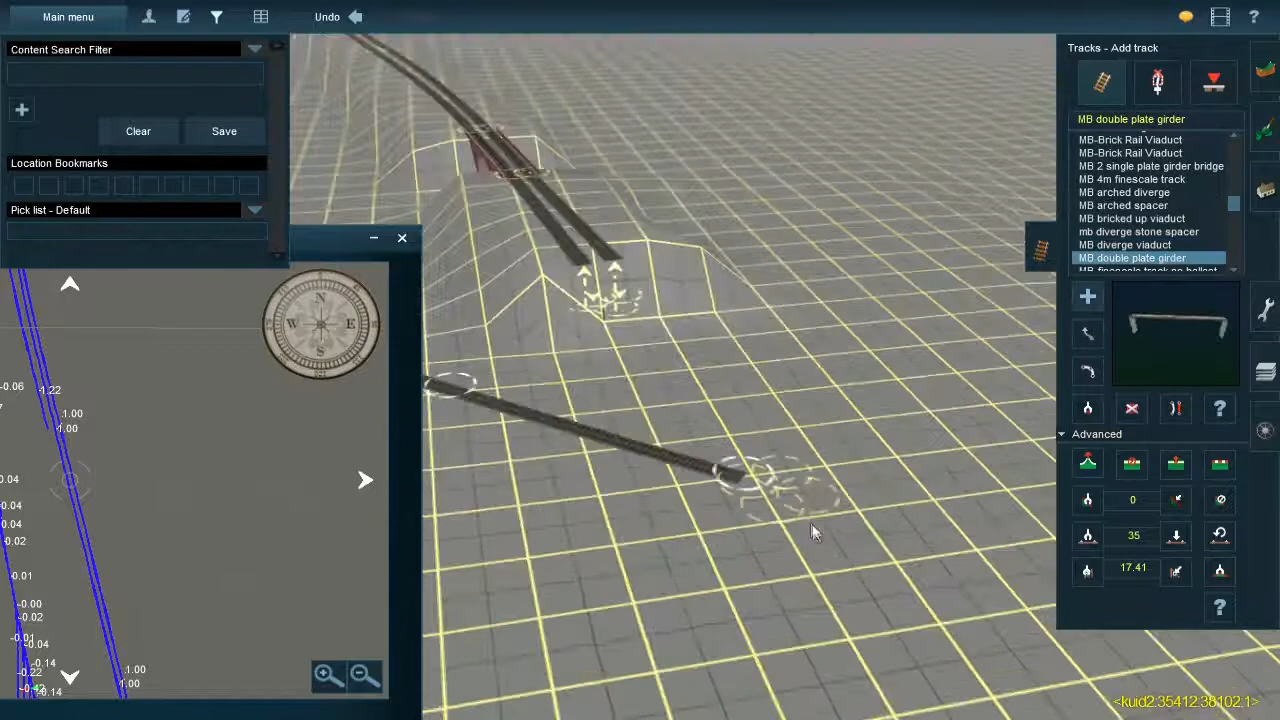 Main menu
Undo
Content Search Filter
Clear
Save
Location Bookmarks
Pick list - Default
N
W
E
S
-0.06
-1.22
1.00
1.00
0.04
0.04
0.04
0.02
0.01
-0.00
-0.02
-0.04
-0.14
-0.22
0.14
1.00
1.00
Tracks - Add track
MB double plate girder
MB-Brick Rail Viaduct
MB-Brick Rail Viaduct
MB 2 single plate girder bridge
MB 4m finescale track
MB arched diverge
MB arched spacer
MB bricked up viaduct
mb diverge stone spacer
MB diverge viaduct
MB double plate girder
MB finescale track no ballast
Advanced
0
35
17.41
<kuid2:35412:38102:1>